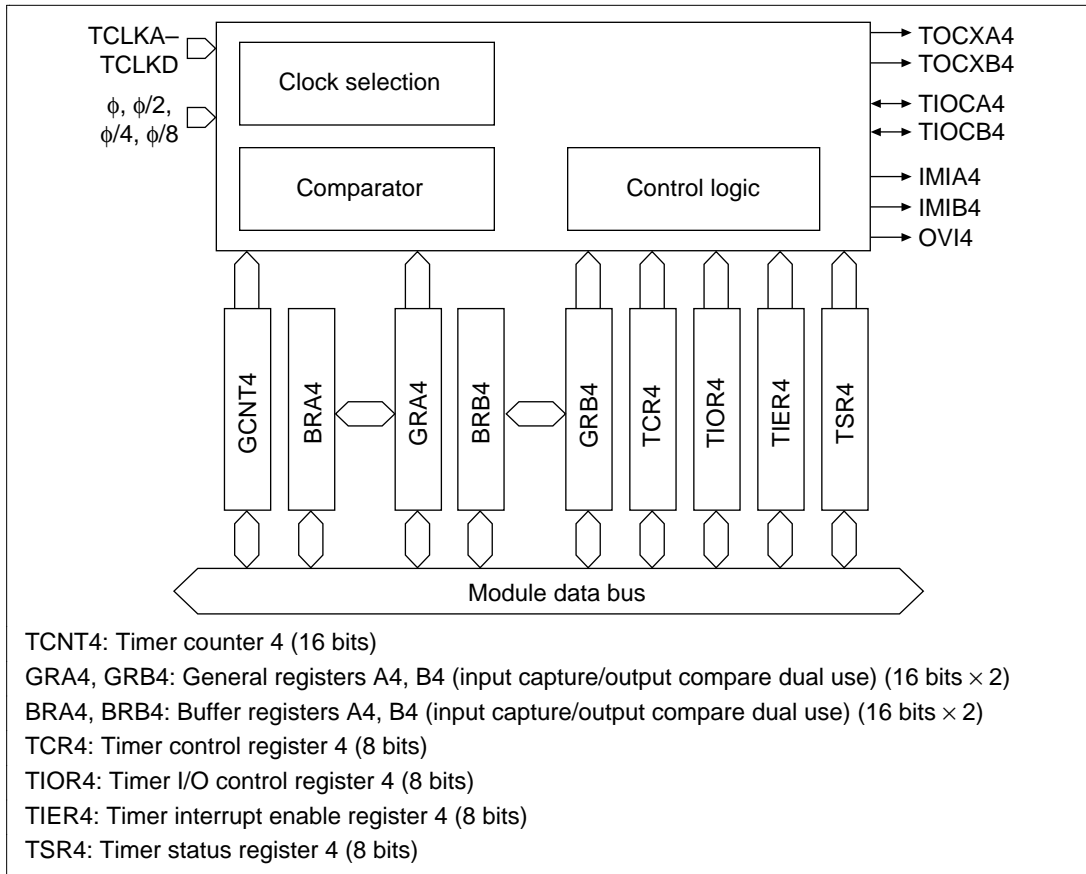 TCLKA–
TCLKD
ϕ, ϕ/2,
ϕ/4, ϕ/8
Clock selection
Comparator
Control logic
TOCXA4
TOCXB4
TIOCA4
TIOCB4
IMIA4
IMIB4
OVI4
GCNT4
BRA4
GRA4
BRB4
GRB4
TCR4
TIOR4
TIER4
TSR4
Module data bus
TCNT4: Timer counter 4 (16 bits)
GRA4, GRB4: General registers A4, B4 (input capture/output compare dual use) (16 bits × 2)
BRA4, BRB4: Buffer registers A4, B4 (input capture/output compare dual use) (16 bits × 2)
TCR4: Timer control register 4 (8 bits)
TIOR4: Timer I/O control register 4 (8 bits)
TIER4: Timer interrupt enable register 4 (8 bits)
TSR4: Timer status register 4 (8 bits)